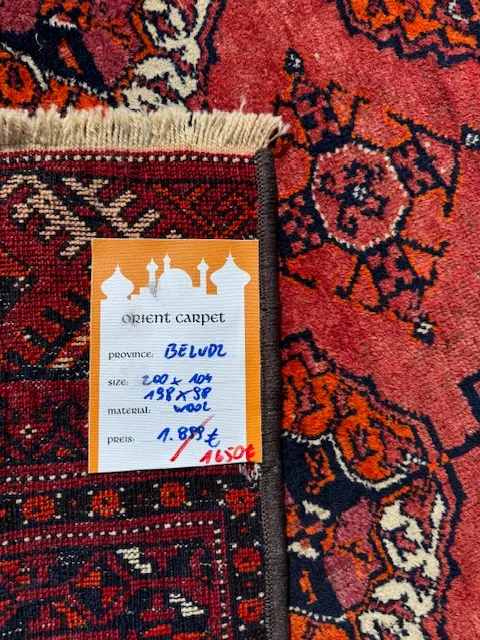 ORIENT CARPET
PROVINCE: BELUDZ
SIZE: 200 x 104
198 x 98
MATERIAL: WOOL
PREIS: 1.899 €
1650 €